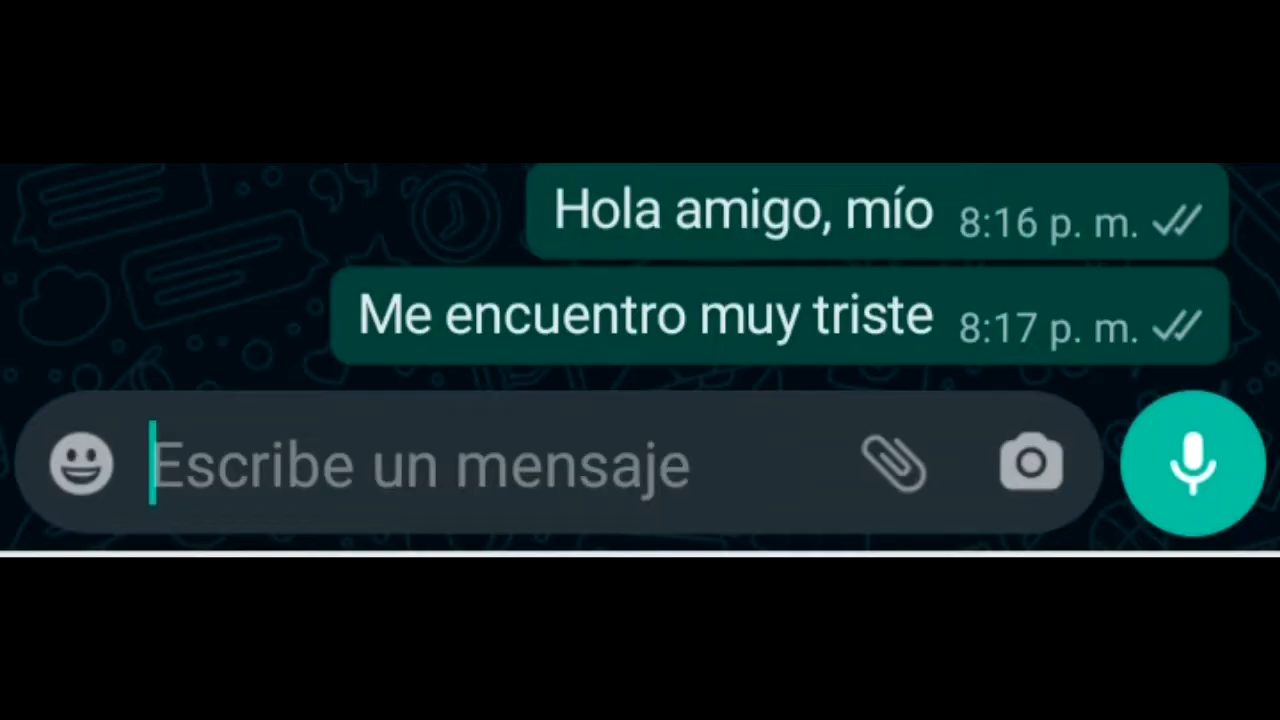 Hola amigo, mío 8:16 p. m.
Me encuentro muy triste 8:17 p. m.
Escribe un mensaje